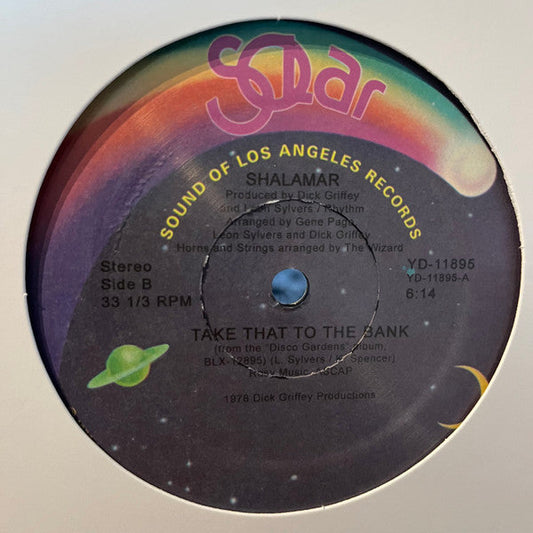 Solar
SOUND OF LOS ANGELES RECORDS
SHALAMAR
Produced by Dick Griffey
and Leon Sylvers / Rhythm
arranged by Gene Page
Leon Sylvers and Dick Griffey
Horns and Strings arranged by The Wizard
Stereo
Side B
33 1/3 RPM
YD-11895
YD-11895-A
6:14
TAKE THAT TO THE BANK
(from the "Disco Gardens" album,
BLX-12895) (L. Sylvers / K. Spencer)
Rosy Music-ASCAP
1978 Dick Griffey Productions